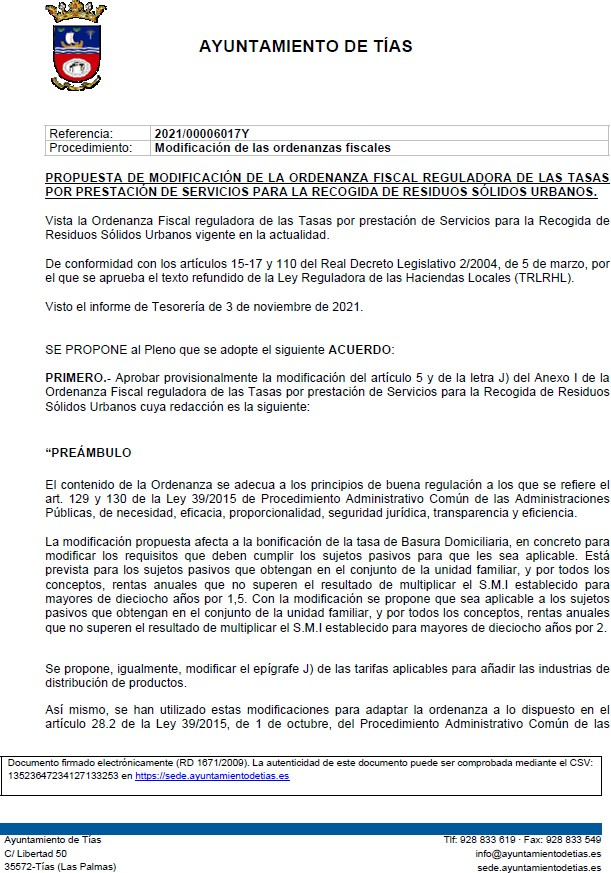 AYUNTAMIENTO DE TÍAS
Referencia: 2021/00006017Y
Procedimiento: Modificación de las ordenanzas fiscales
PROPUESTA DE MODIFICACIÓN DE LA ORDENANZA FISCAL REGULADORA DE LAS TASAS
POR PRESTACIÓN DE SERVICIOS PARA LA RECOGIDA DE RESIDUOS SÓLIDOS URBANOS.
Vista la Ordenanza Fiscal reguladora de las Tasas por prestación de Servicios para la Recogida de
Residuos Sólidos Urbanos vigente en la actualidad.
De conformidad con los artículos 15-17 y 110 del Real Decreto Legislativo 2/2004, de 5 de marzo, por
el que se aprueba el texto refundido de la Ley Reguladora de las Haciendas Locales (TRLRHL).
Visto el informe de Tesorería de 3 de noviembre de 2021.
SE PROPONE al Pleno que se adopte el siguiente ACUERDO:
PRIMERO.- Aprobar provisionalmente la modificación del artículo 5 y de la letra J) del Anexo I de la
Ordenanza Fiscal reguladora de las Tasas por prestación de Servicios para la Recogida de Residuos
Sólidos Urbanos cuya redacción es la siguiente:
“PREÁMBULO
El contenido de la Ordenanza se adecua a los principios de buena regulación a los que se refiere el
art. 129 y 130 de la Ley 39/2015 de Procedimiento Administrativo Común de las Administraciones
Públicas, de necesidad, eficacia, proporcionalidad, seguridad jurídica, transparencia y eficiencia.
La modificación propuesta afecta a la bonificación de la tasa de Basura Domiciliaria, en concreto para
modificar los requisitos que deben cumplir los sujetos pasivos para que les sea aplicable. Está
prevista para los sujetos pasivos que obtengan en el conjunto de la unidad familiar, y por todos los
conceptos, rentas anuales que no superen el resultado de multiplicar el S.M.I establecido para
mayores de dieciocho años por 1,5. Con la modificación se propone que sea aplicable a los sujetos
pasivos que obtengan en el conjunto de la unidad familiar, y por todos los conceptos, rentas anuales
que no superen el resultado de multiplicar el S.M.I establecido para mayores de dieciocho años por 2.
Se propone, igualmente, modificar el epígrafe J) de las tarifas aplicables para añadir las industrias de
distribución de productos.
Así mismo, se han utilizado estas modificaciones para adaptar la ordenanza a lo dispuesto en el
artículo 28.2 de la Ley 39/2015, de 1 de octubre, del Procedimiento Administrativo Común de las
Documento firmado electrónicamente (RD 1671/2009). La autenticidad de este documento puede ser comprobada mediante el CSV:
13523647234127133253 en https://sede.ayuntamientodetias.es
Ayuntamiento de Tías Tlf: 928 833 619 · Fax: 928 833 549
C/ Libertad 50 info@ayuntamientodetias.es
35572-Tías (Las Palmas) sede.ayuntamientodetias.es